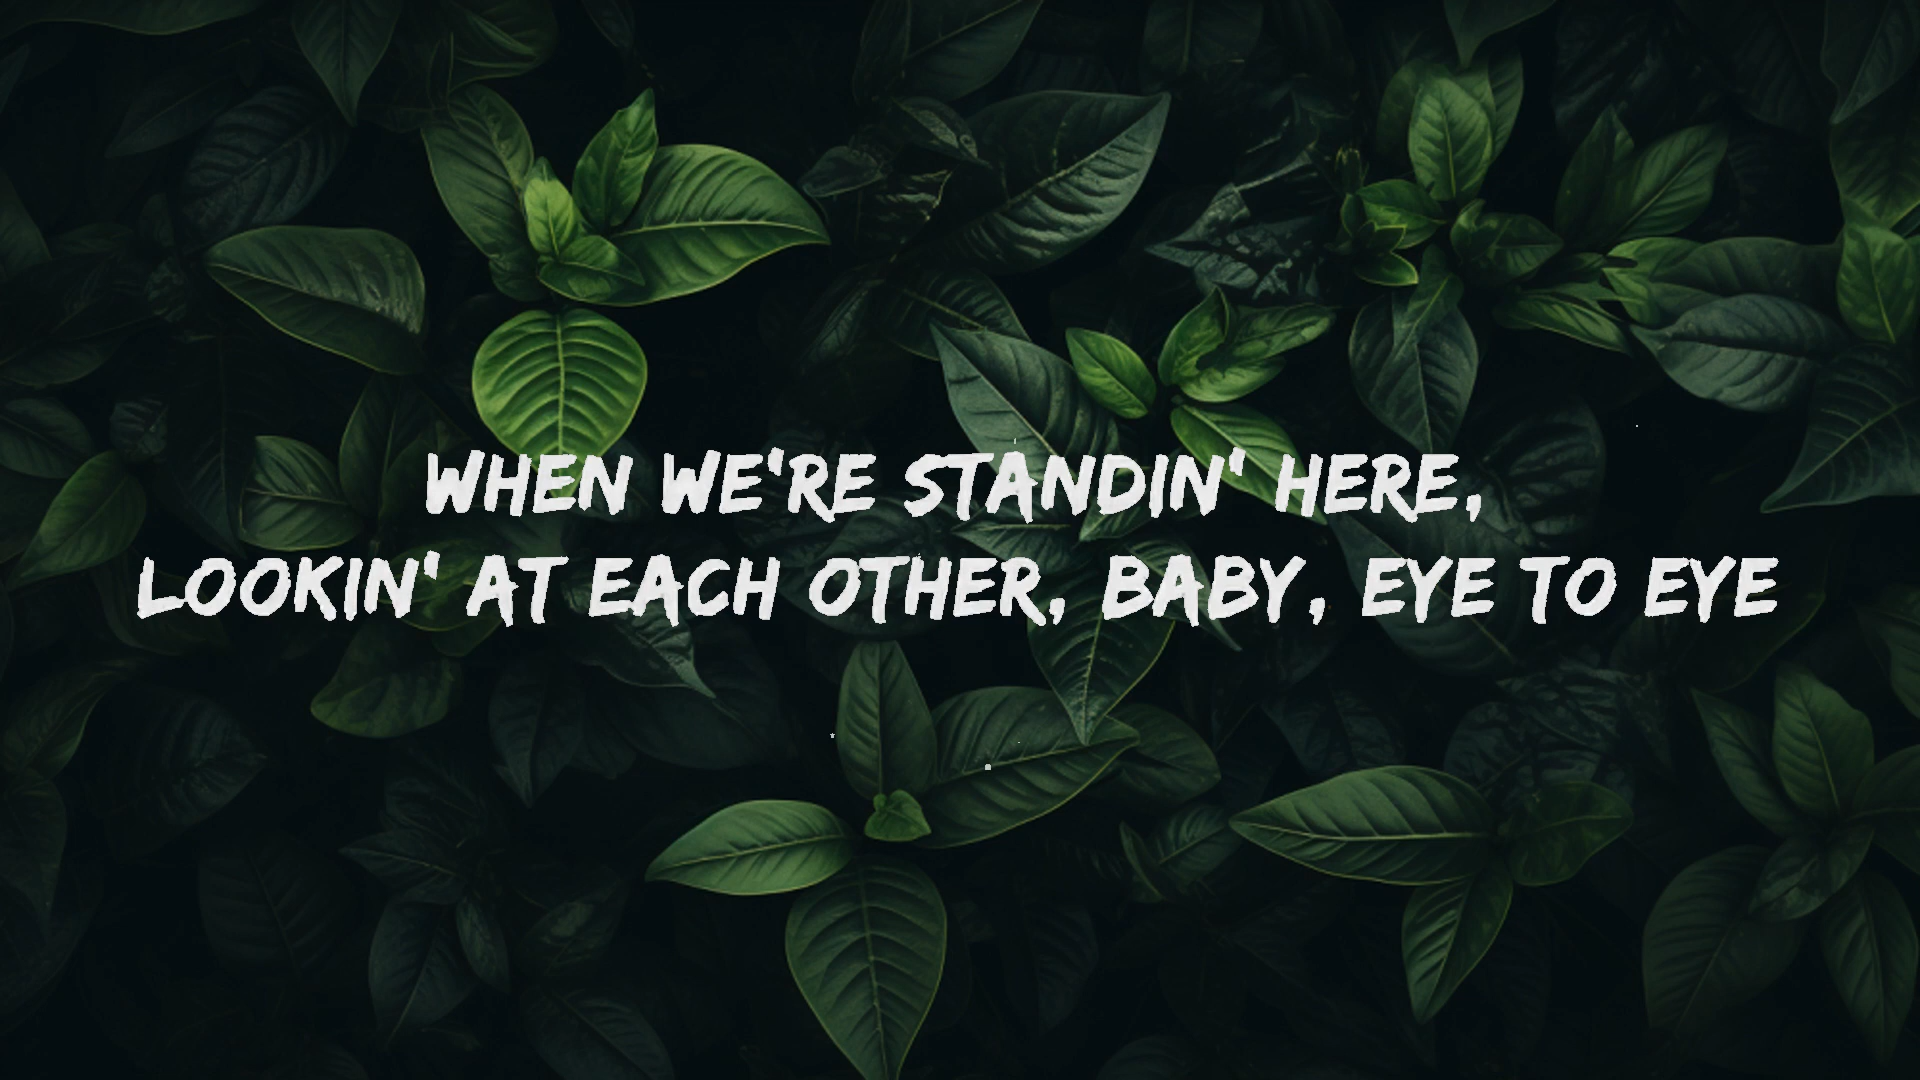 WHEN WE'RE STANDIN' HERE,
LOOKIN' AT EACH OTHER, BABY, EYE TO EYE